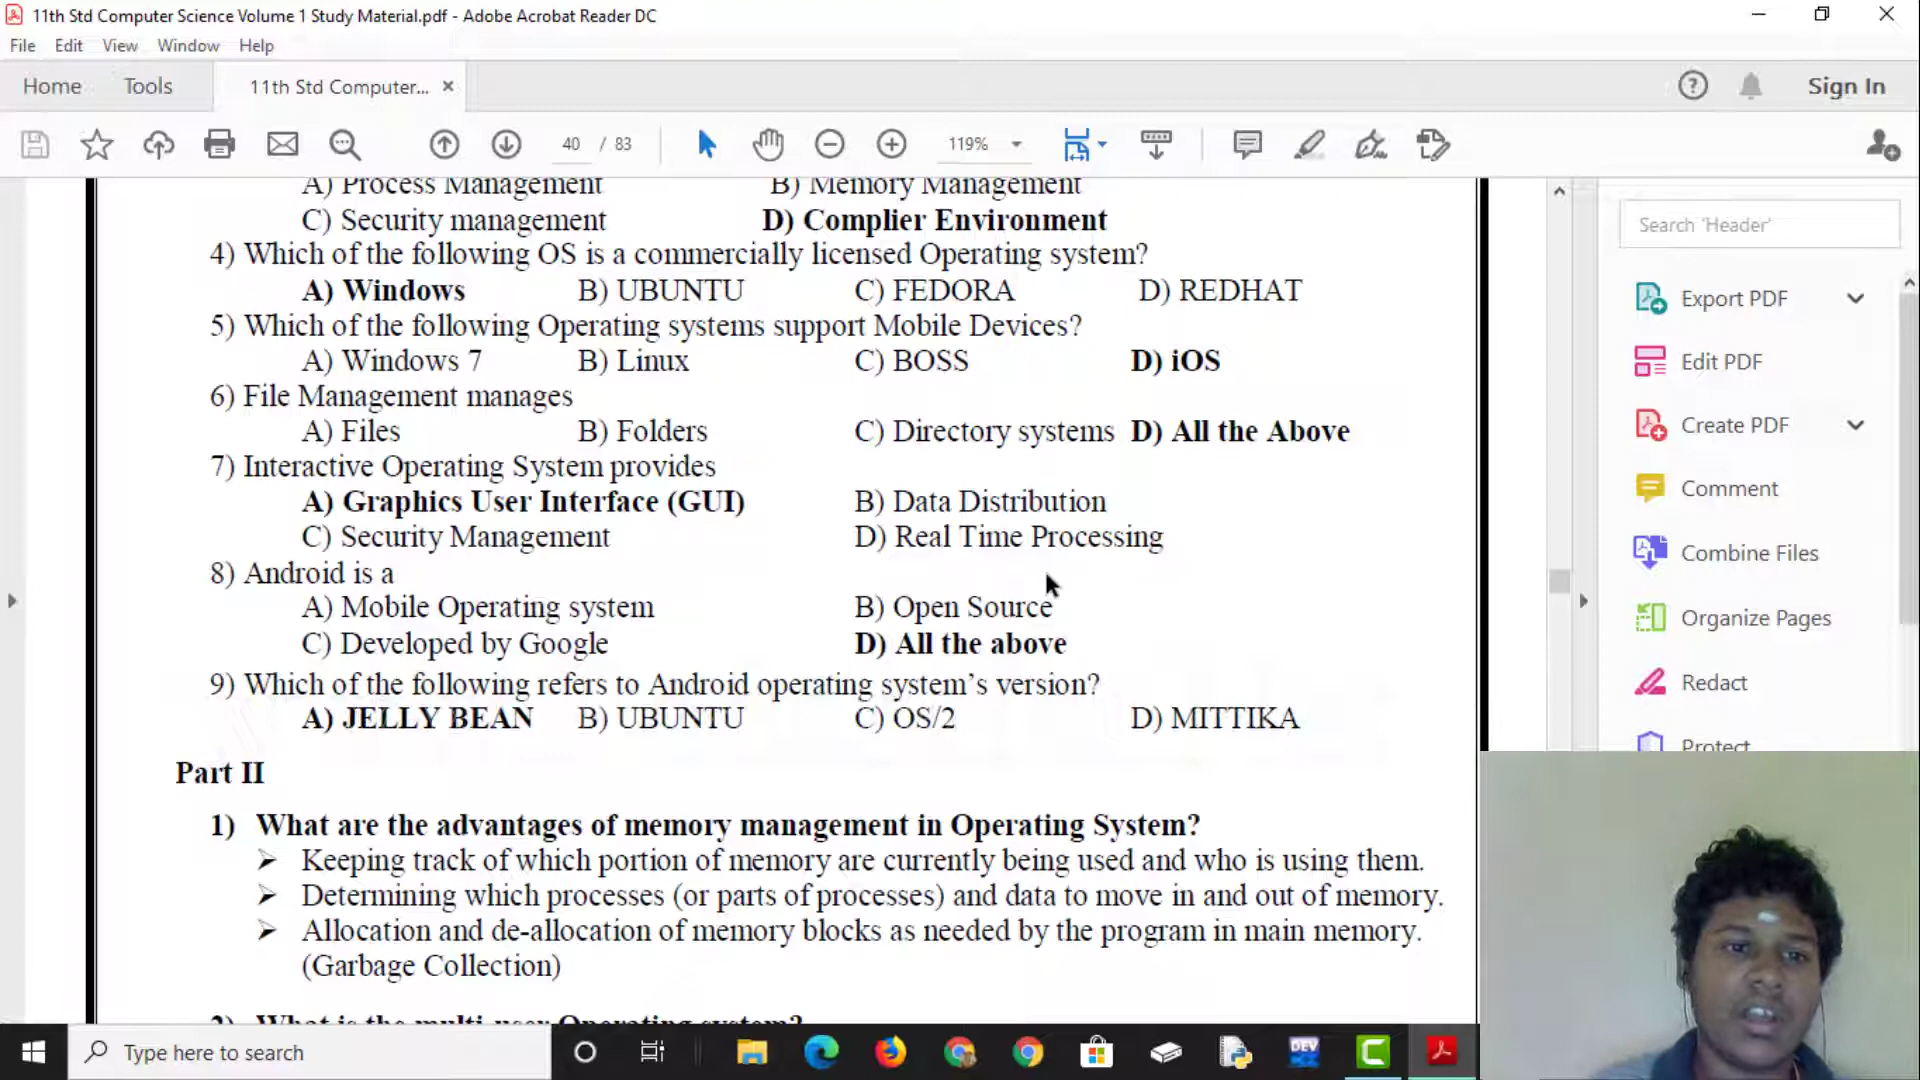 11th Std Computer Science Volume 1 Study Material.pdf - Adobe Acrobat Reader DC
File Edit View Window Help
Home Tools 11th Std Computer... × Sign In
40 / 83 119%
A) Process Management B) Memory Management
C) Security management D) Complier Environment
4) Which of the following OS is a commercially licensed Operating system?
A) Windows B) UBUNTU C) FEDORA D) REDHAT
5) Which of the following Operating systems support Mobile Devices?
A) Windows 7 B) Linux C) BOSS D) iOS
6) File Management manages
A) Files B) Folders C) Directory systems D) All the Above
7) Interactive Operating System provides
A) Graphics User Interface (GUI) B) Data Distribution
C) Security Management D) Real Time Processing
8) Android is a
A) Mobile Operating system B) Open Source
C) Developed by Google D) All the above
9) Which of the following refers to Android operating system’s version?
A) JELLY BEAN B) UBUNTU C) OS/2 D) MITTIKA
Part II
1) What are the advantages of memory management in Operating System?
➢ Keeping track of which portion of memory are currently being used and who is using them.
➢ Determining which processes (or parts of processes) and data to move in and out of memory.
➢ Allocation and de-allocation of memory blocks as needed by the program in main memory.
(Garbage Collection)
2) What is the multi-user Operating system?
Search 'Header'
Export PDF
Edit PDF
Create PDF
Comment
Combine Files
Organize Pages
Redact
Protect
Type here to search
DEV